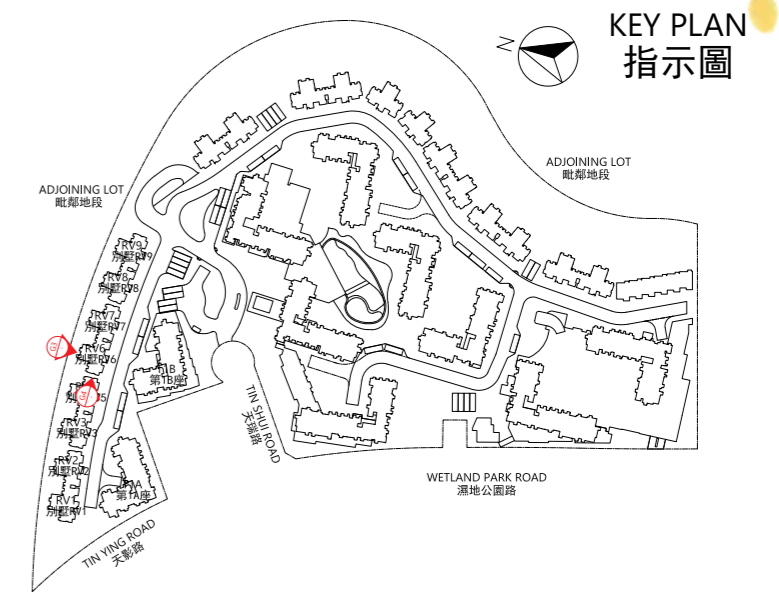 KEY PLAN
指示圖
N
ADJOINING LOT
毗鄰地段
ADJOINING LOT
毗鄰地段
RV9
別墅RV9
RV8
別墅RV8
RV7
別墅RV7
RV6
別墅RV6
RV3
別墅RV3
RV2
別墅RV2
RV1
別墅RV1
T1B
第1B座
第1A座
TIN SHUI ROAD
天瑞路
WETLAND PARK ROAD
濕地公園路
TIN YING ROAD
天影路